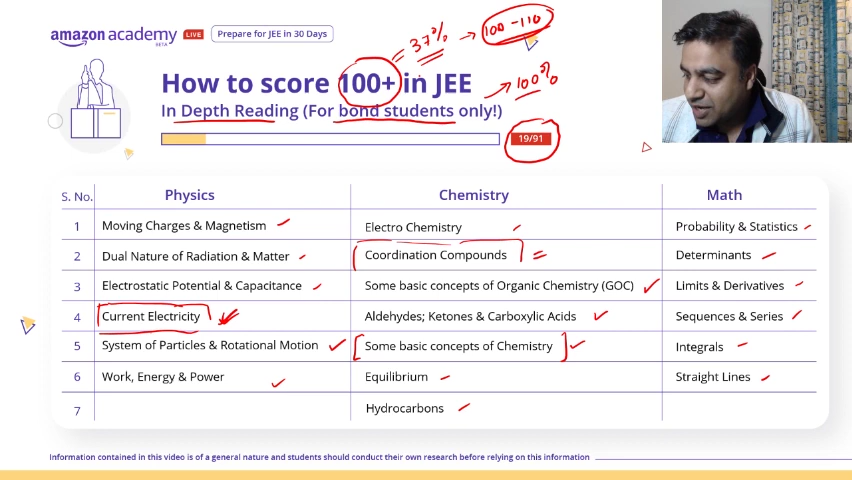 amazon academy BETA LIVE Prepare for JEE in 30 Days
= 37% → 100-110
How to score 100+ in JEE → 100%
In Depth Reading (For bond students only!)
19/91
S. No. Physics Chemistry Math
1 Moving Charges & Magnetism Electro Chemistry Probability & Statistics
2 Dual Nature of Radiation & Matter Coordination Compounds Determinants
3 Electrostatic Potential & Capacitance Some basic concepts of Organic Chemistry (GOC) Limits & Derivatives
4 Current Electricity Aldehydes; Ketones & Carboxylic Acids Sequences & Series
5 System of Particles & Rotational Motion Some basic concepts of Chemistry Integrals
6 Work, Energy & Power Equilibrium Straight Lines
7 Hydrocarbons
Information contained in this video is of a general nature and students should conduct their own research before relying on this information